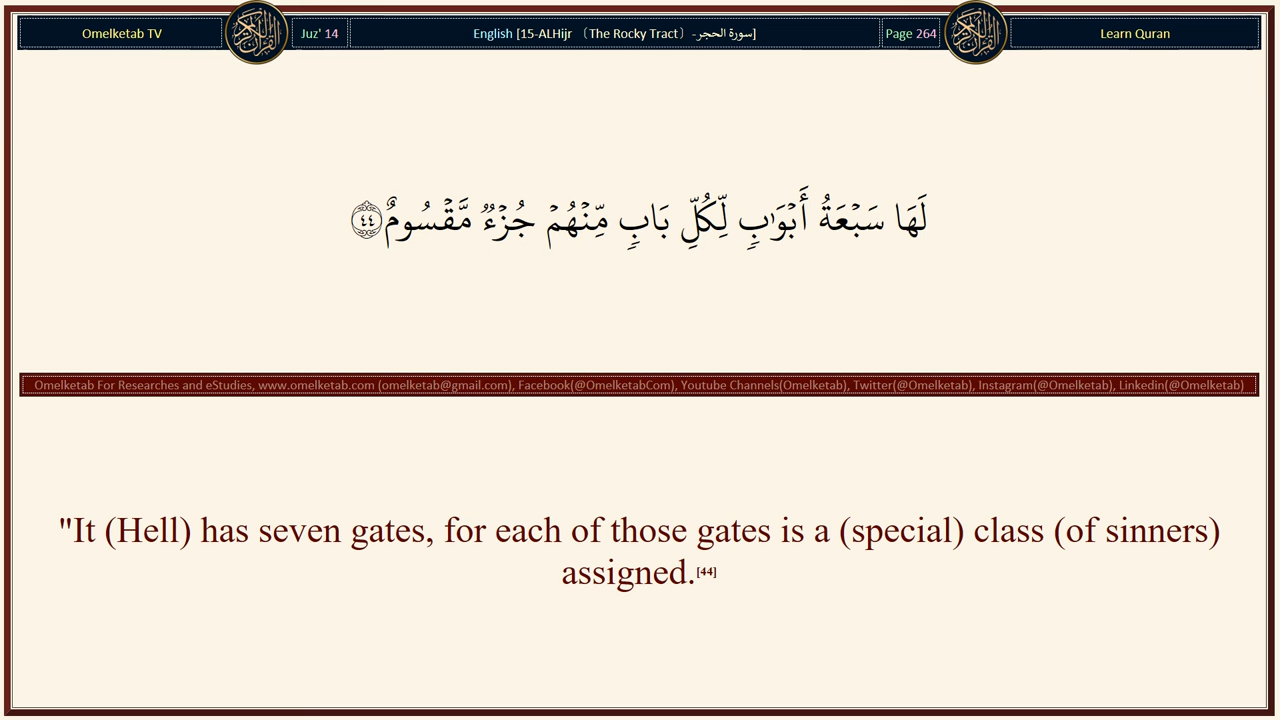 Omelketab TV
Juz' 14
English [15-ALHijr 〔The Rocky Tract〕-سورة الحجر]
Page 264
Learn Quran
لَهَا سَبۡعَةُ أَبۡوَٰبٖ لِّكُلِّ بَابٖ مِّنۡهُمۡ جُزۡءٞ مَّقۡسُومٌ ٤٤
Omelketab For Researches and eStudies, www.omelketab.com (omelketab@gmail.com), Facebook(@OmelketabCom), Youtube Channels(Omelketab), Twitter(@Omelketab), Instagram(@Omelketab), Linkedin(@Omelketab)
"It (Hell) has seven gates, for each of those gates is a (special) class (of sinners)
assigned.[44]